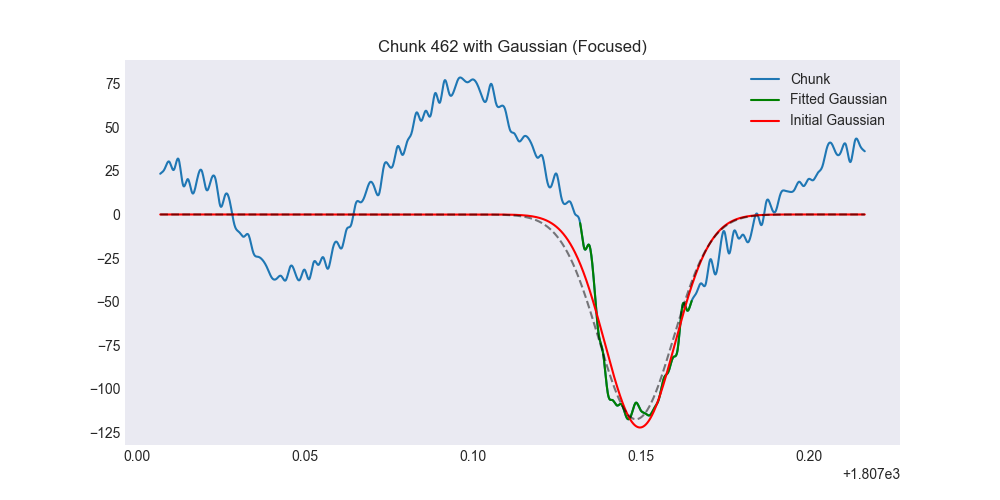 Chunk 462 with Gaussian (Focused)
Chunk
Fitted Gaussian
Initial Gaussian
75
50
25
0
−25
−50
−75
−100
−125
0.00 0.05 0.10 0.15 0.20
+1.807e3